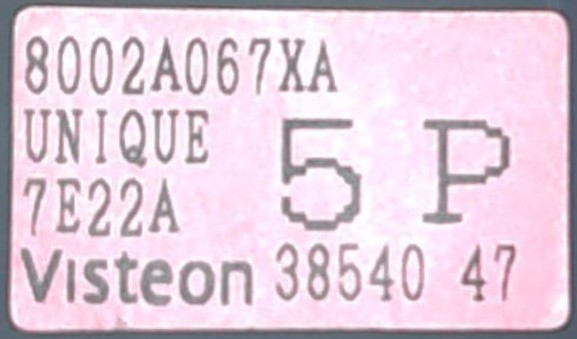 8002A067XA
UNIQUE
7E22A
5 P
Visteon 38540 47